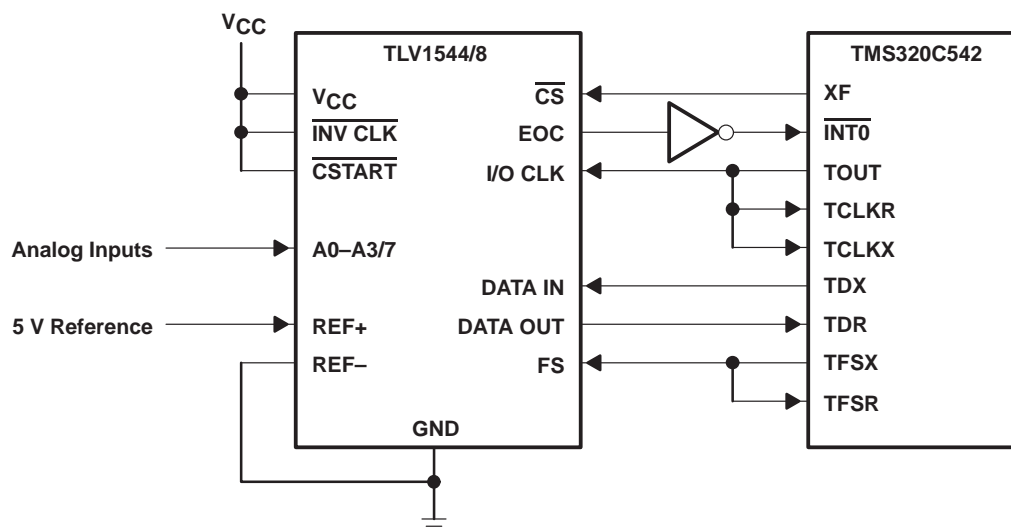 VCC
TLV1544/8
TMS320C542
VCC
CS
XF
INV CLK
EOC
INT0
CSTART
I/O CLK
TOUT
TCLKR
Analog Inputs
A0–A3/7
TCLKX
DATA IN
TDX
5 V Reference
REF+
DATA OUT
TDR
REF–
FS
TFSX
TFSR
GND